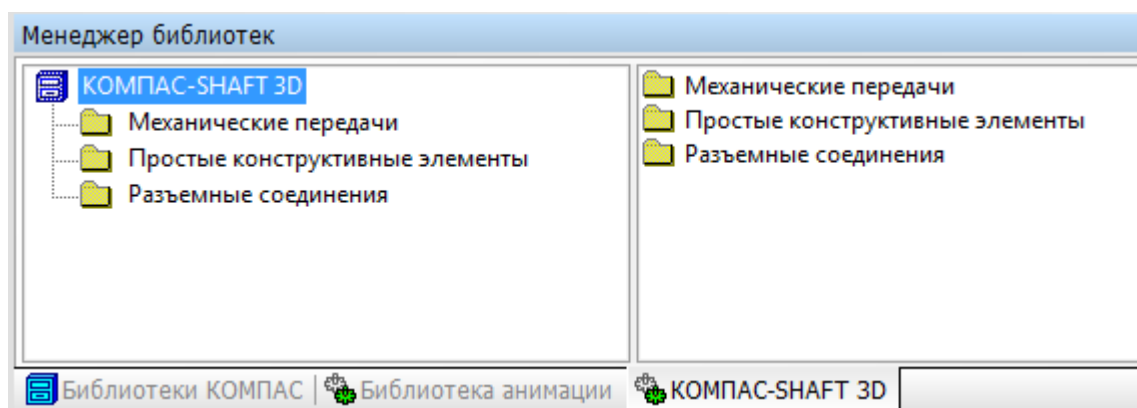 Менеджер библиотек
КОМПАС-SHAFT 3D
Механические передачи
Простые конструктивные элементы
Разъемные соединения
Механические передачи
Простые конструктивные элементы
Разъемные соединения
Библиотеки КОМПАС Библиотека анимации КОМПАС-SHAFT 3D